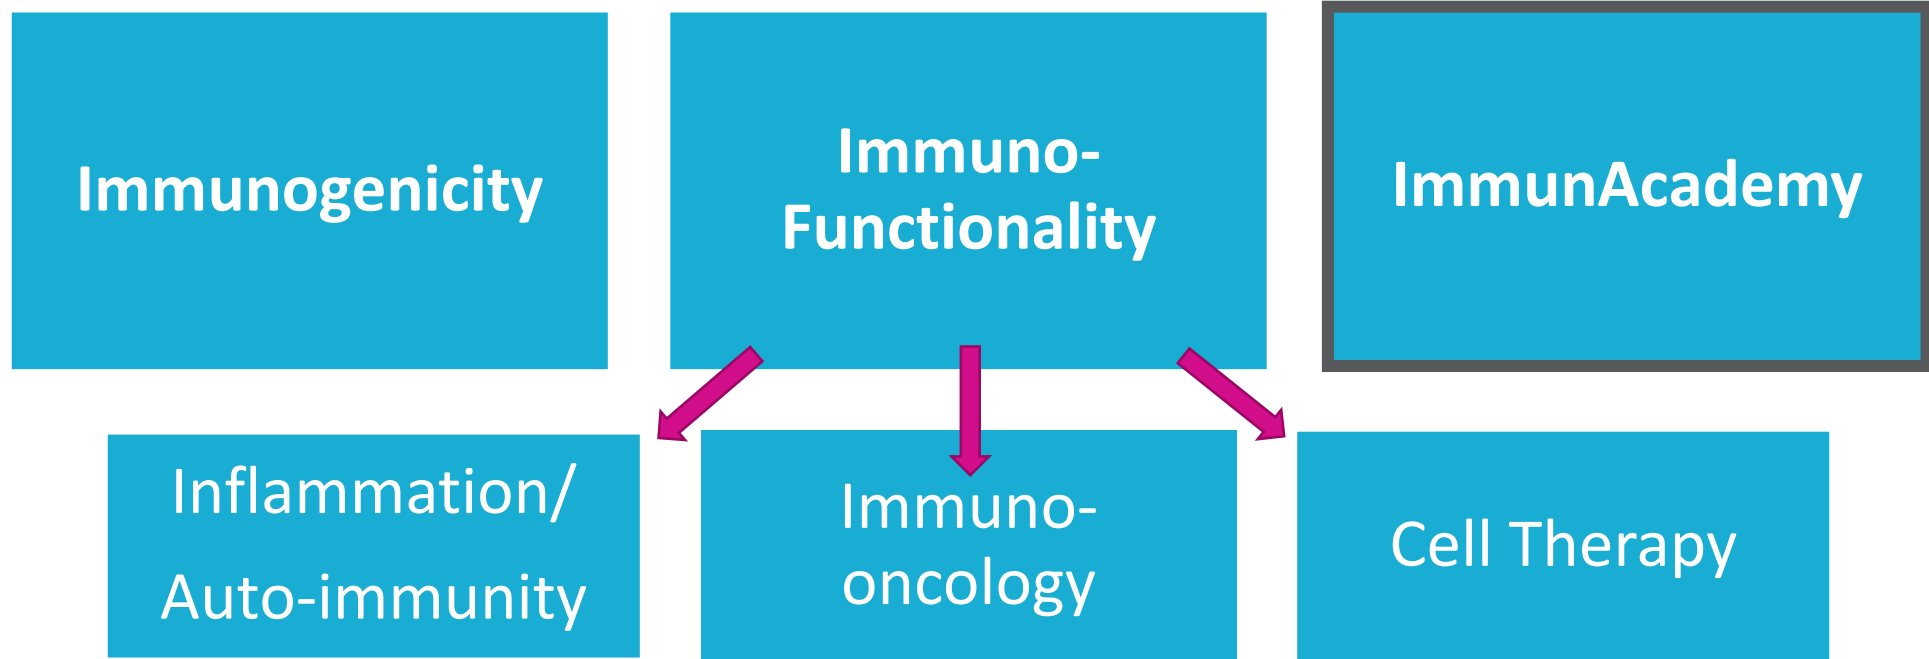 Immunogenicity
Immuno-
Functionality
ImmunAcademy
Inflammation/
Auto-immunity
Immuno-
oncology
Cell Therapy